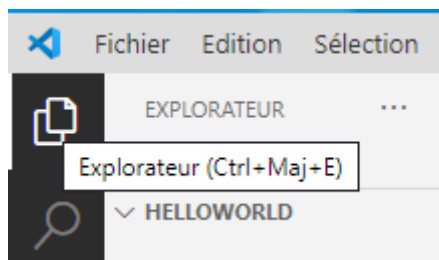 Fichier Edition Sélection
EXPLORATEUR ...
Explorateur (Ctrl+Maj+E)
HELLOWORLD